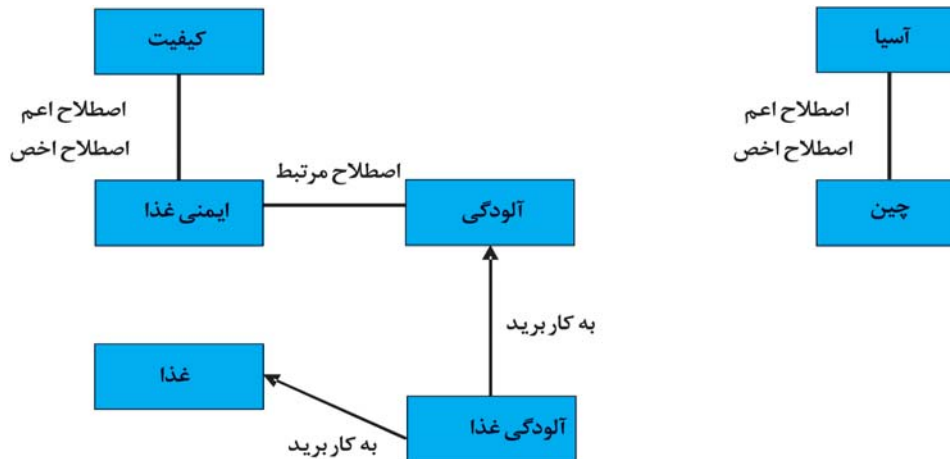 کیفیت
آسیا
اصطلاح اعم
اصطلاح اخص
اصطلاح اعم
اصطلاح اخص
اصطلاح مرتبط
ایمنی غذا
آلودگی
چین
به کار برید
غذا
آلودگی غذا
به کار برید